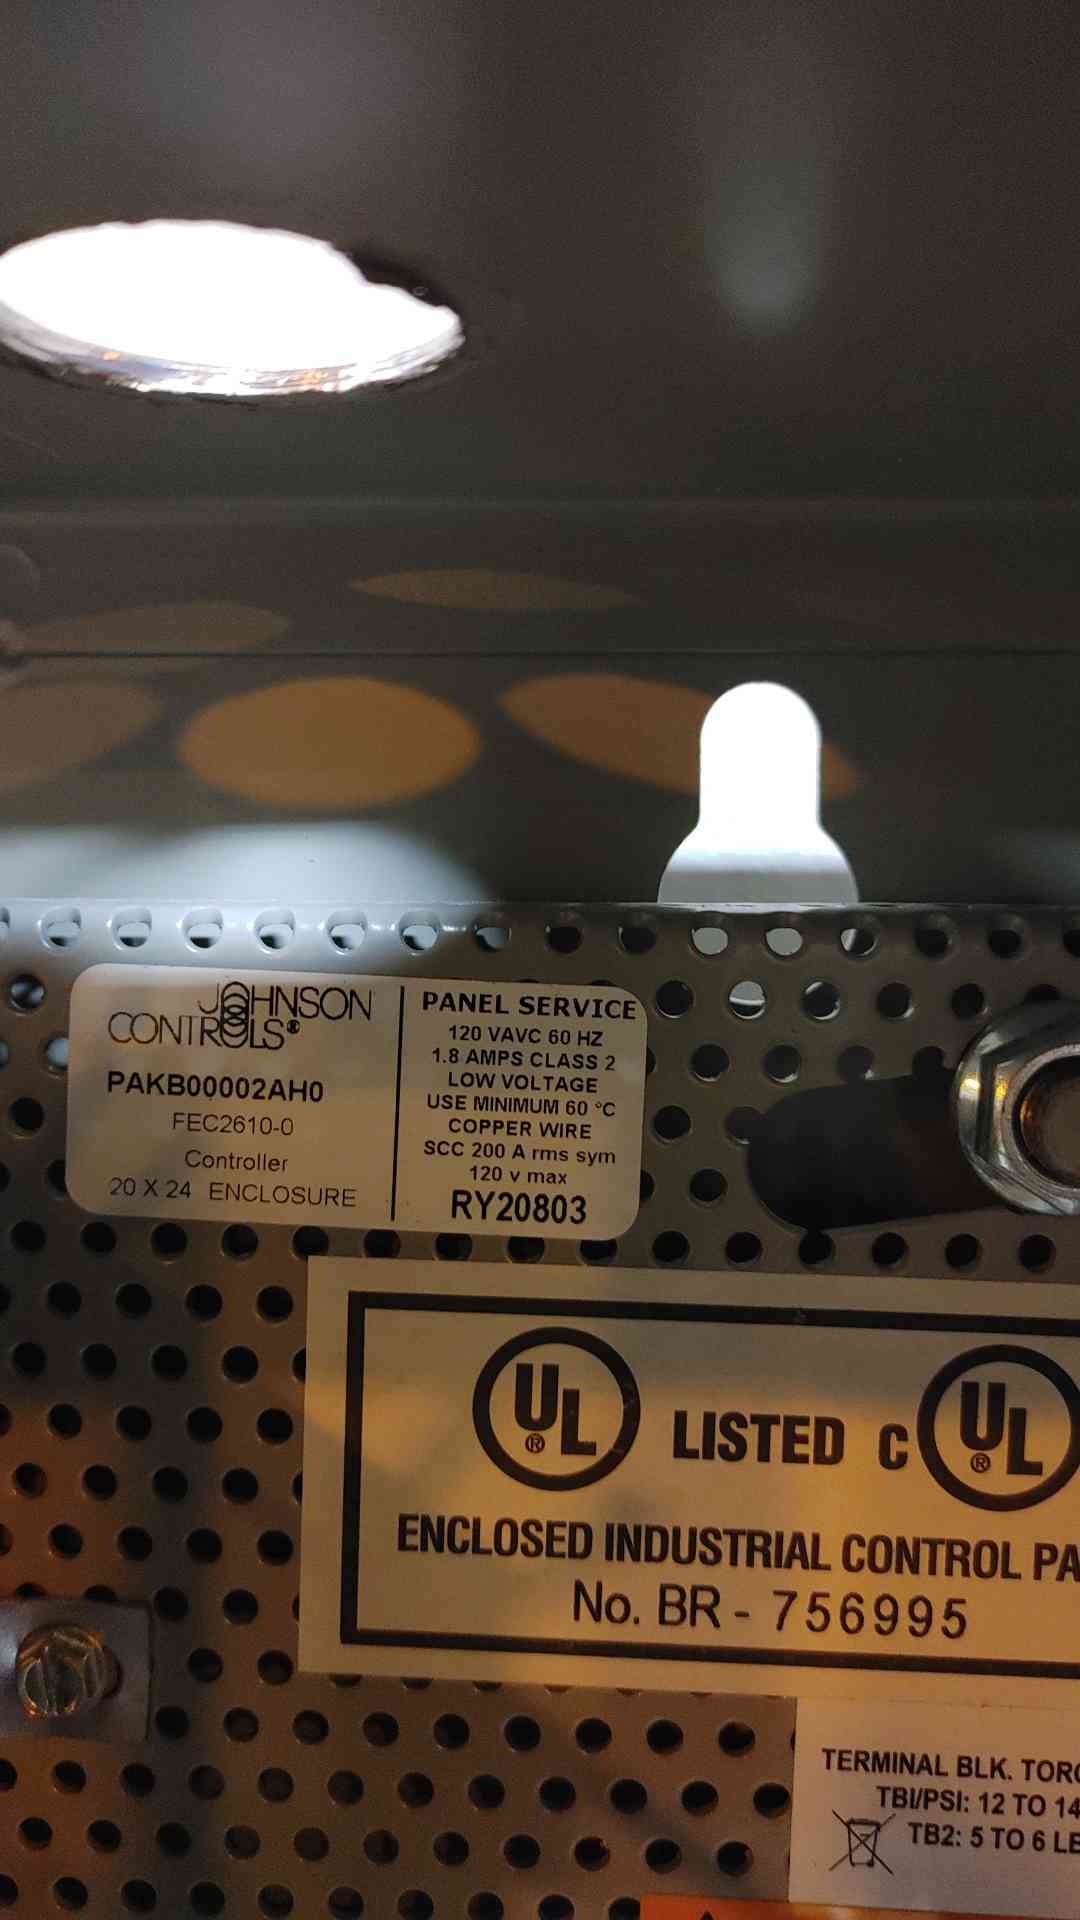 JOHNSON
CONTROLS®
PAKB00002AH0
FEC2610-0
Controller
20 X 24 ENCLOSURE
PANEL SERVICE
120 VAVC 60 HZ
1.8 AMPS CLASS 2
LOW VOLTAGE
USE MINIMUM 60 °C
COPPER WIRE
SCC 200 A rms sym
120 v max
RY20803
UL ® LISTED C UL ®
ENCLOSED INDUSTRIAL CONTROL PA
No. BR - 756995
TERMINAL BLK. TORQ
TBI/PSI: 12 TO 14
TB2: 5 TO 6 LE